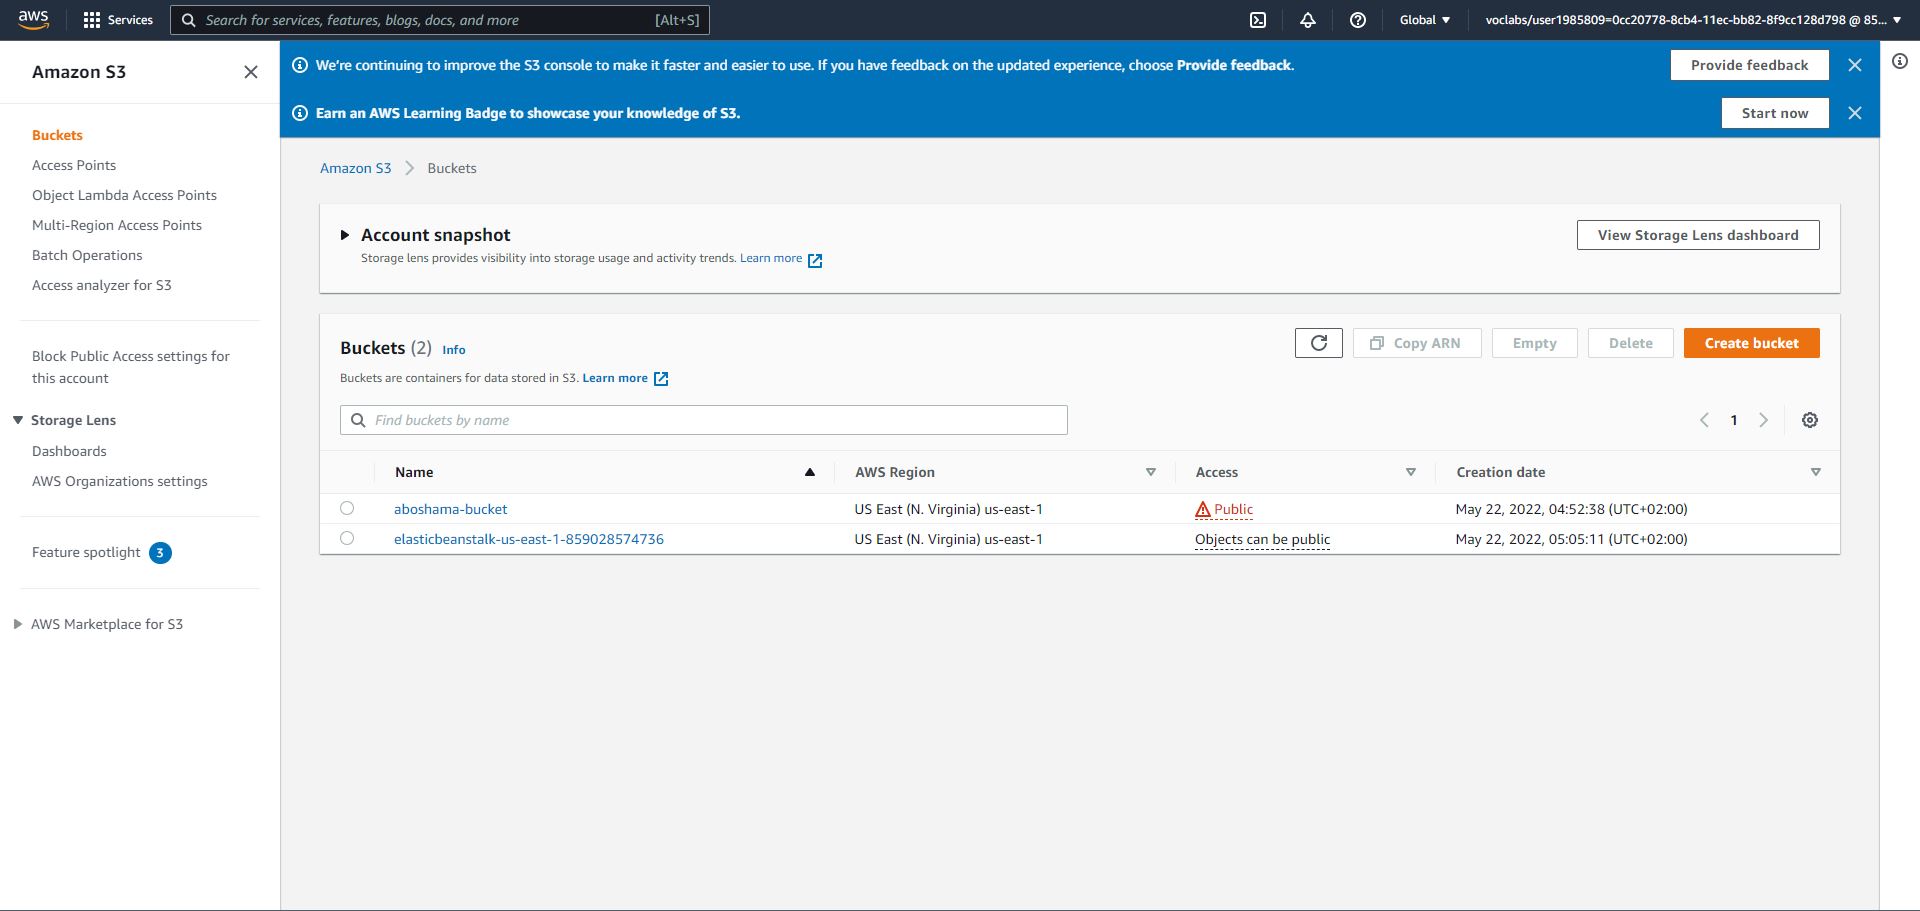 aws
Services
Search for services, features, blogs, docs, and more
[Alt+S]
Global
voclabs/user1985809=0cc20778-8cb4-11ec-bb82-8f9cc128d798 @ 85...
Amazon S3
Buckets
Access Points
Object Lambda Access Points
Multi-Region Access Points
Batch Operations
Access analyzer for S3
Block Public Access settings for
this account
Storage Lens
Dashboards
AWS Organizations settings
Feature spotlight 3
AWS Marketplace for S3
We're continuing to improve the S3 console to make it faster and easier to use. If you have feedback on the updated experience, choose Provide feedback.
Provide feedback
Earn an AWS Learning Badge to showcase your knowledge of S3.
Start now
Amazon S3 > Buckets
Account snapshot
Storage lens provides visibility into storage usage and activity trends. Learn more
View Storage Lens dashboard
Buckets (2) Info
Buckets are containers for data stored in S3. Learn more
Copy ARN
Empty
Delete
Create bucket
Find buckets by name
1
Name AWS Region Access Creation date
aboshama-bucket US East (N. Virginia) us-east-1 Public May 22, 2022, 04:52:38 (UTC+02:00)
elasticbeanstalk-us-east-1-859028574736 US East (N. Virginia) us-east-1 Objects can be public May 22, 2022, 05:05:11 (UTC+02:00)